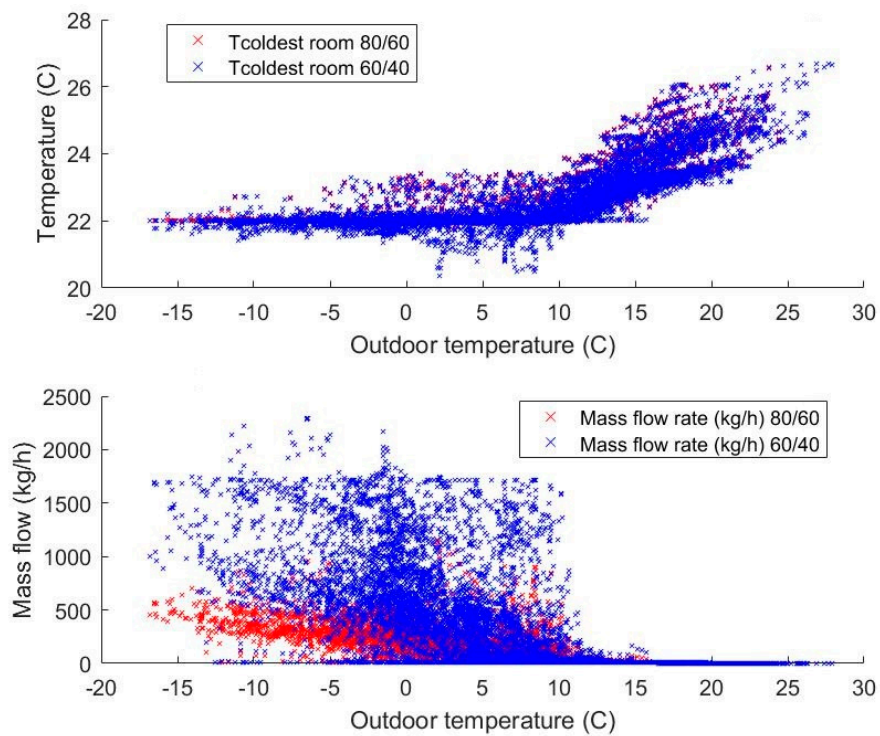 28
26
24
22
20
Temperature (C)
× Tcoldest room 80/60
× Tcoldest room 60/40
-20 -15 -10 -5 0 5 10 15 20 25 30
Outdoor temperature (C)
2500
2000
1500
1000
500
0
Mass flow (kg/h)
× Mass flow rate (kg/h) 80/60
× Mass flow rate (kg/h) 60/40
-20 -15 -10 -5 0 5 10 15 20 25 30
Outdoor temperature (C)